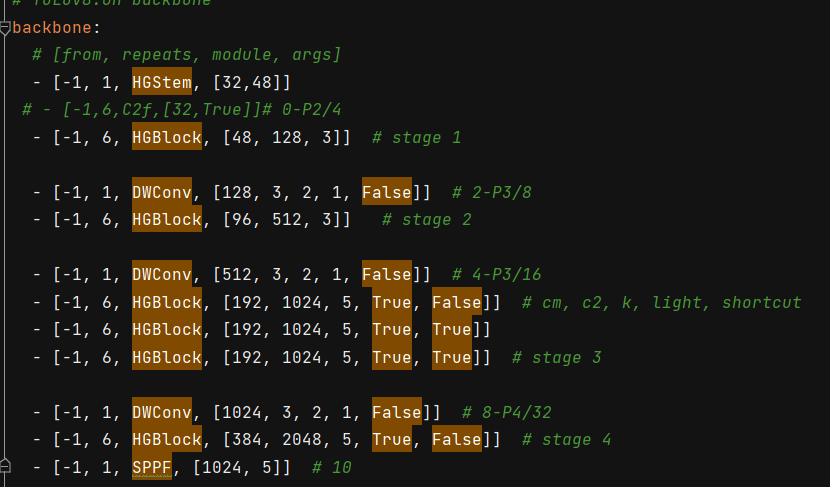 # YOLOv8.0n backbone
backbone:
# [from, repeats, module, args]
- [-1, 1, HGStem, [32,48]]
# - [-1,6,C2f,[32,True]]# 0-P2/4
- [-1, 6, HGBlock, [48, 128, 3]]  # stage 1
- [-1, 1, DWConv, [128, 3, 2, 1, False]]  # 2-P3/8
- [-1, 6, HGBlock, [96, 512, 3]]   # stage 2
- [-1, 1, DWConv, [512, 3, 2, 1, False]]  # 4-P3/16
- [-1, 6, HGBlock, [192, 1024, 5, True, False]]  # cm, c2, k, light, shortcut
- [-1, 6, HGBlock, [192, 1024, 5, True, True]]
- [-1, 6, HGBlock, [192, 1024, 5, True, True]]  # stage 3
- [-1, 1, DWConv, [1024, 3, 2, 1, False]]  # 8-P4/32
- [-1, 6, HGBlock, [384, 2048, 5, True, False]]  # stage 4
- [-1, 1, SPPF, [1024, 5]]  # 10